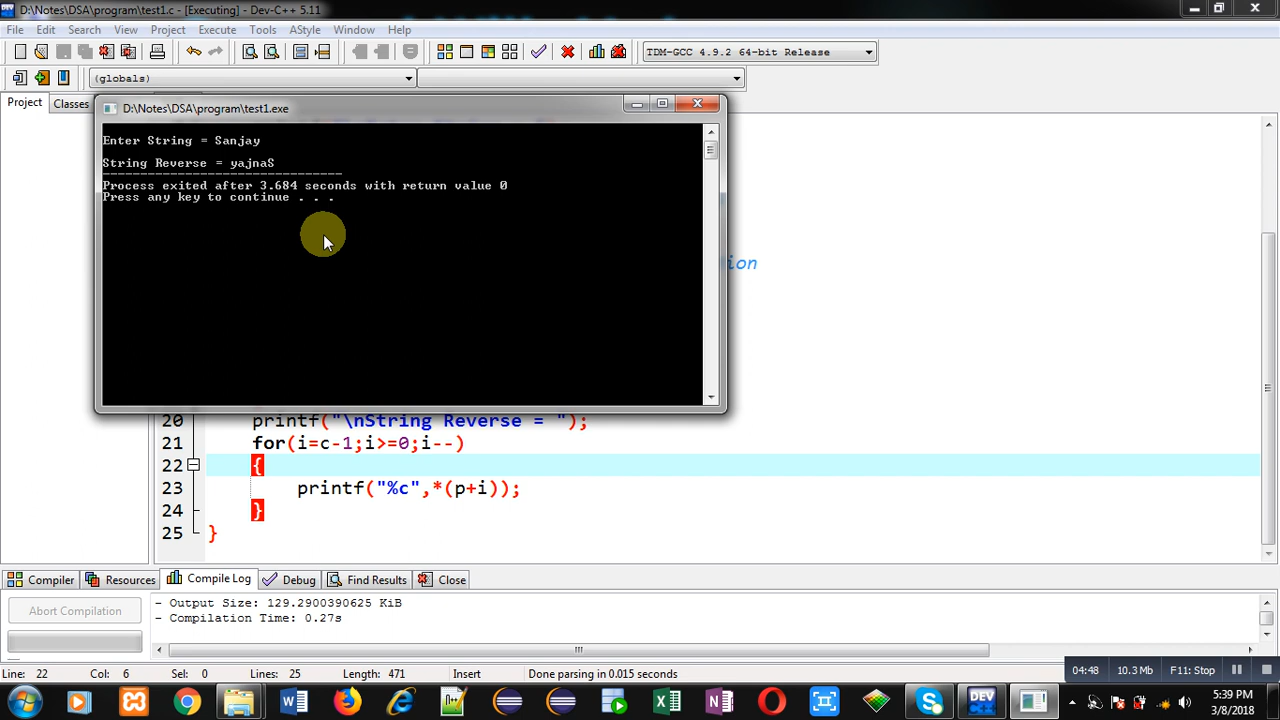 D:\Notes\DSA\program\test1.c - [Executing] - Dev-C++ 5.11
File Edit Search View Project Execute Tools AStyle Window Help
TDM-GCC 4.9.2 64-bit Release
(globals)
Project Classes
D:\Notes\DSA\program\test1.exe
Enter String = Sanjay
String Reverse = yajnaS
--------------------------------
Process exited after 3.684 seconds with return value 0
Press any key to continue . . .
ion
20 printf("\nString Reverse = ");
21 for(i=c-1;i>=0;i--)
22 {
23 printf("%c",*(p+i));
24 }
25 }
Compiler Resources Compile Log Debug Find Results Close
Abort Compilation
- Output Size: 129.2900390625 KiB
- Compilation Time: 0.27s
Line: 22 Col: 6 Sel: 0 Lines: 25 Length: 471 Insert Done parsing in 0.015 seconds
04:48 10.3 Mb F11: Stop
W DEV C++ X N S
5:39 PM
3/8/2018